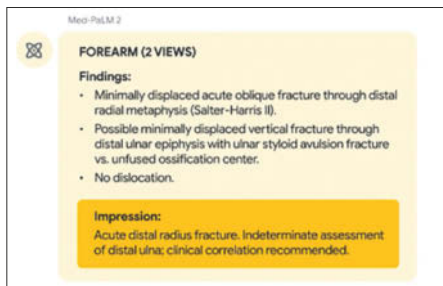 Med-PaLM 2
FOREARM (2 VIEWS)
Findings:
• Minimally displaced acute oblique fracture through distal
radial metaphysis (Salter-Harris II).
• Possible minimally displaced vertical fracture through
distal ulnar epiphysis with ulnar styloid avulsion fracture
vs. unfused ossification center.
• No dislocation.
Impression:
Acute distal radius fracture. Indeterminate assessment
of distal ulna; clinical correlation recommended.